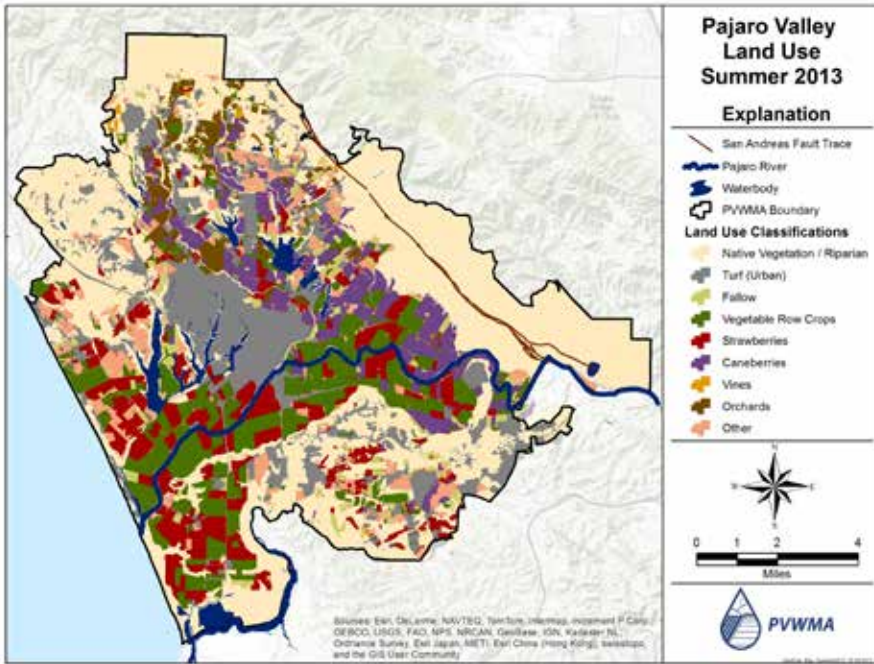 Pajaro Valley
Land Use
Summer 2013
Explanation
San Andreas Fault Trace
Pajaro River
Waterbody
PVWMA Boundary
Land Use Classifications
Native Vegetation / Riparian
Turf (Urban)
Fallow
Vegetable Row Crops
Strawberries
Caneberries
Vines
Orchards
Other
N
W E
S
0 1 2 4
Miles
PVWMA
Sources: Esri, DeLorme, NAVTEQ, TomTom, Intermap, increment P Corp.,
GEBCO, USGS, FAO, NPS, NRCAN, GeoBase, IGN, Kadaster NL,
Ordnance Survey, Esri Japan, METI, Esri China (Hong Kong), swisstopo,
and the GIS User Community